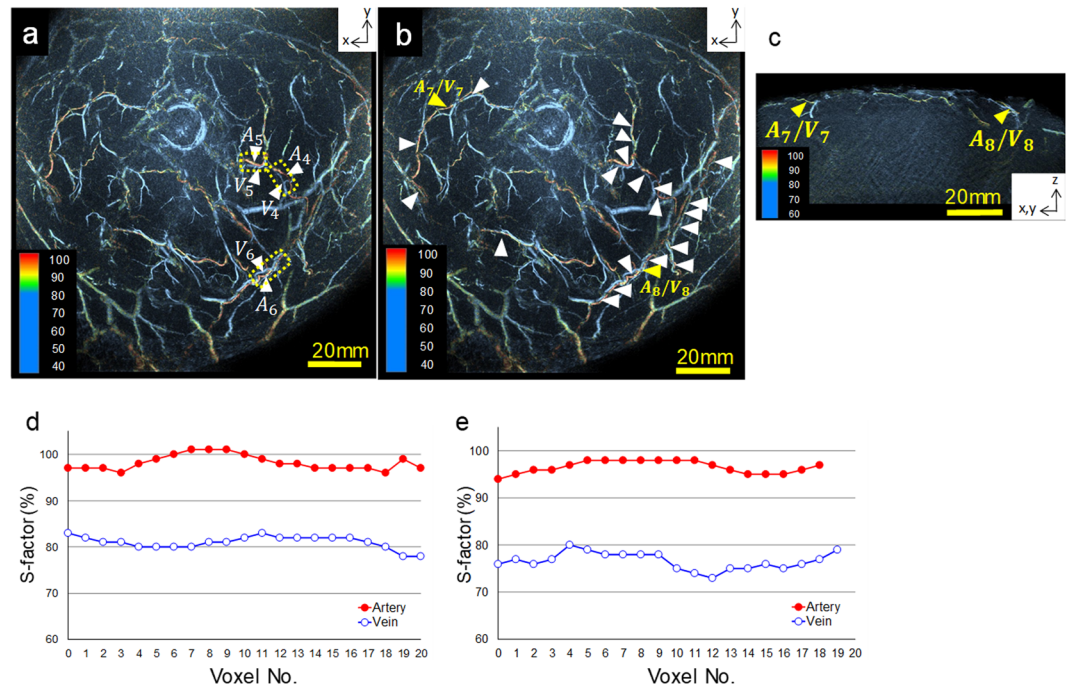 a
y
x
A5
A4
V5
V4
V6
A6
100
90
80
70
60
50
40
20mm
b
y
x
A7/V7
A8/V8
100
90
80
70
60
50
40
20mm
c
A7/V7
A8/V8
100
90
80
70
60
20mm
z
x,y
d
S-factor (%)
100
90
80
70
60
Artery
Vein
0 1 2 3 4 5 6 7 8 9 10 11 12 13 14 15 16 17 18 19 20
Voxel No.
e
S-factor (%)
100
90
80
70
60
Artery
Vein
0 1 2 3 4 5 6 7 8 9 10 11 12 13 14 15 16 17 18 19 20
Voxel No.